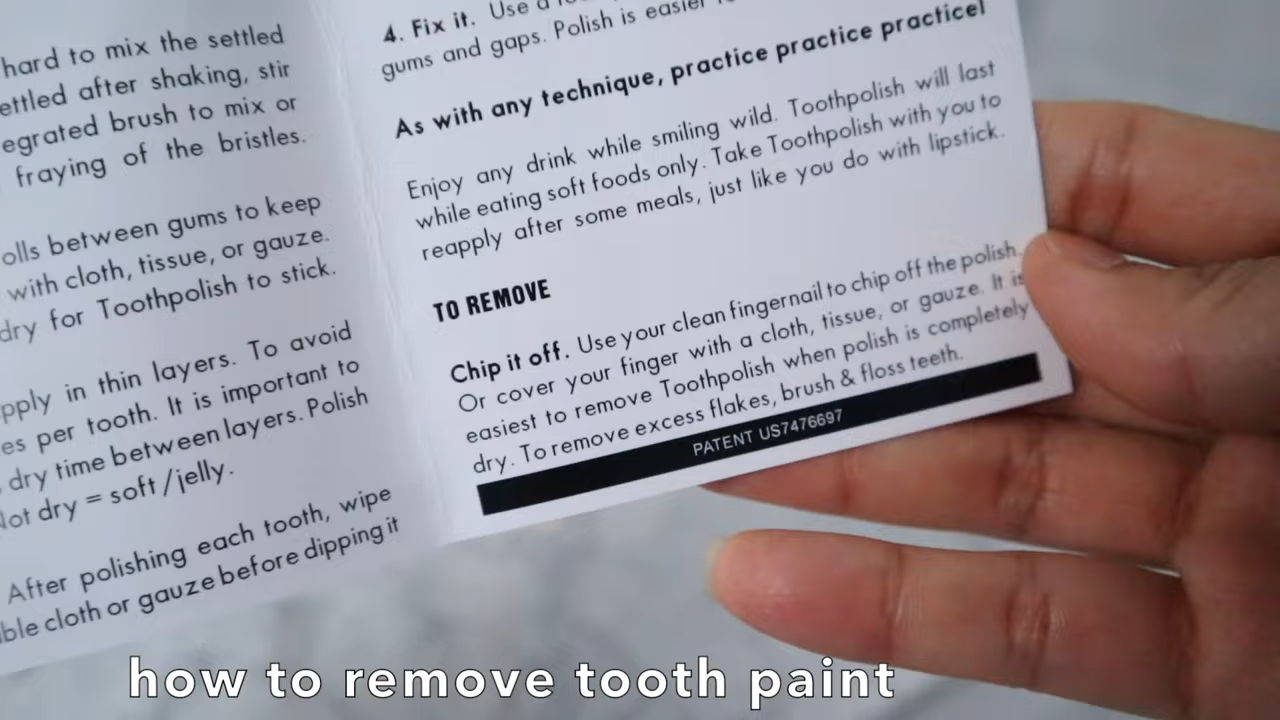 hard to mix the settled
settled after shaking, stir
egrated brush to mix or
fraying of the bristles.
olls between gums to keep
with cloth, tissue, or gauze.
dry for Toothpolish to stick.
pply in thin layers. To avoid
es per tooth. It is important to
dry time between layers. Polish
Not dry = soft/jelly.
After polishing each tooth, wipe
ble cloth or gauze before dipping it
4. Fix it. Use a
gums and gaps. Polish is easier
As with any technique, practice practice practice!
Enjoy any drink while smiling wild. Toothpolish will last
while eating soft foods only. Take Toothpolish with you to
reapply after some meals, just like you do with lipstick.
TO REMOVE
Chip it off. Use your clean fingernail to chip off the polish.
Or cover your finger with a cloth, tissue, or gauze. It is
easiest to remove Toothpolish when polish is completely
dry. To remove excess flakes, brush & floss teeth.
PATENT US7476697
how to remove tooth paint